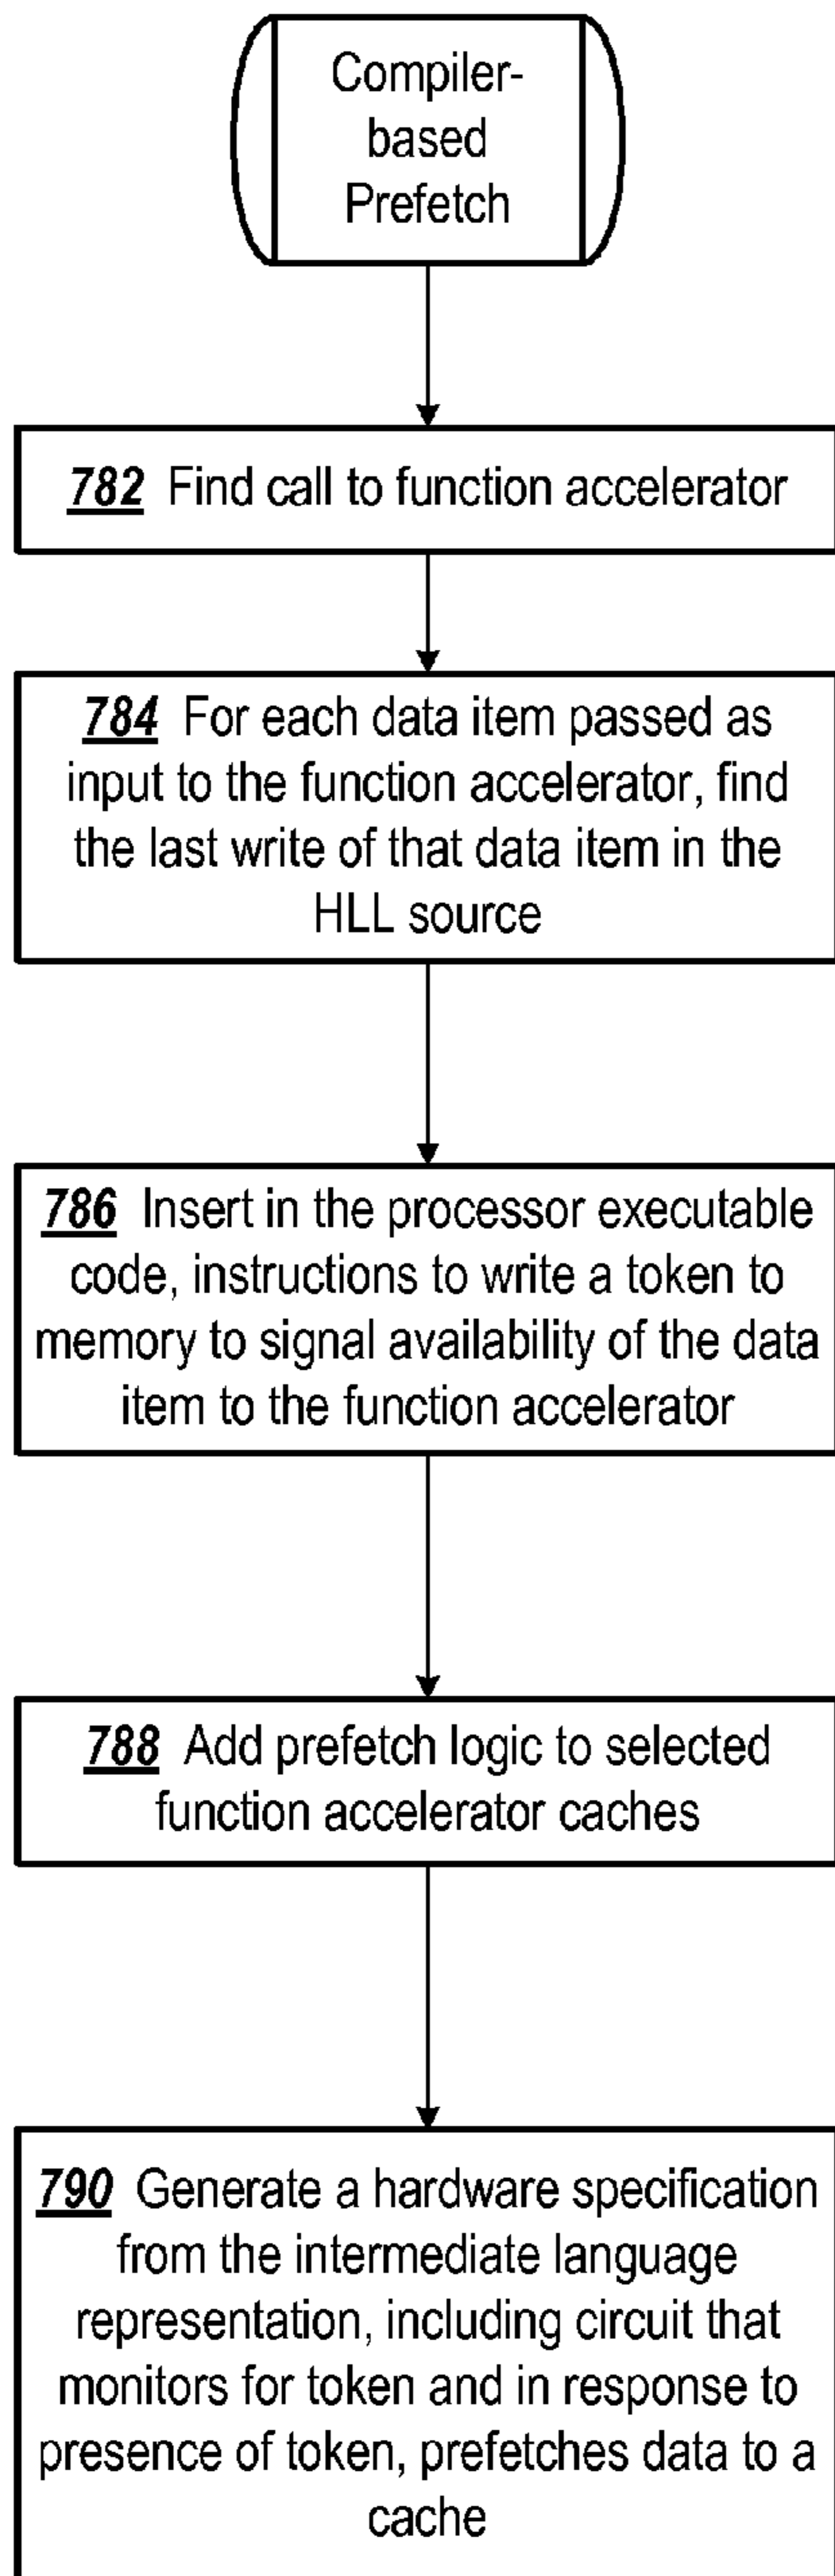 Compiler-
based
Prefetch
782 Find call to function accelerator
784 For each data item passed as
input to the function accelerator, find
the last write of that data item in the
HLL source
786 Insert in the processor executable
code, instructions to write a token to
memory to signal availability of the data
item to the function accelerator
788 Add prefetch logic to selected
function accelerator caches
790 Generate a hardware specification
from the intermediate language
representation, including circuit that
monitors for token and in response to
presence of token, prefetches data to a
cache